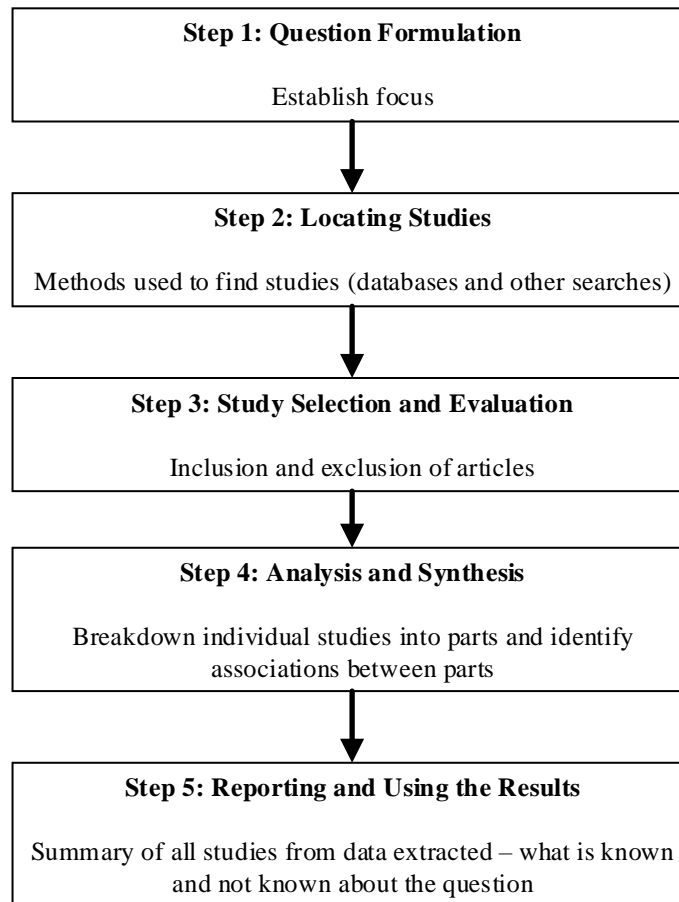 Step 1: Question Formulation
Establish focus
Step 2: Locating Studies
Methods used to find studies (databases and other searches)
Step 3: Study Selection and Evaluation
Inclusion and exclusion of articles
Step 4: Analysis and Synthesis
Breakdown individual studies into parts and identify
associations between parts
Step 5: Reporting and Using the Results
Summary of all studies from data extracted – what is known
and not known about the question